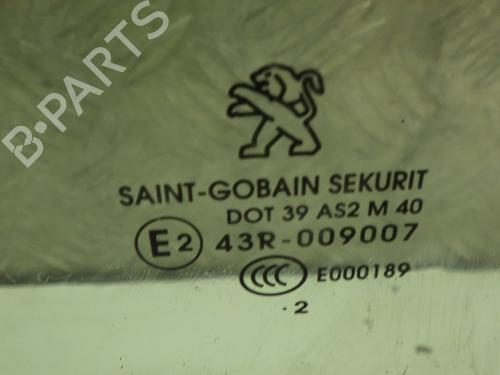 B-PARTS
SAINT-GOBAIN SEKURIT
DOT 39 AS2 M 40
E2 43R-009007
CCC E000189
. 2